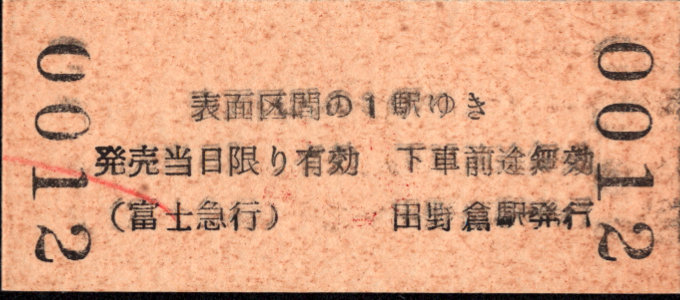 0012
表面区間の1駅ゆき
発売当日限り有効 下車前途無効
(富士急行) 田野倉駅発行
0012